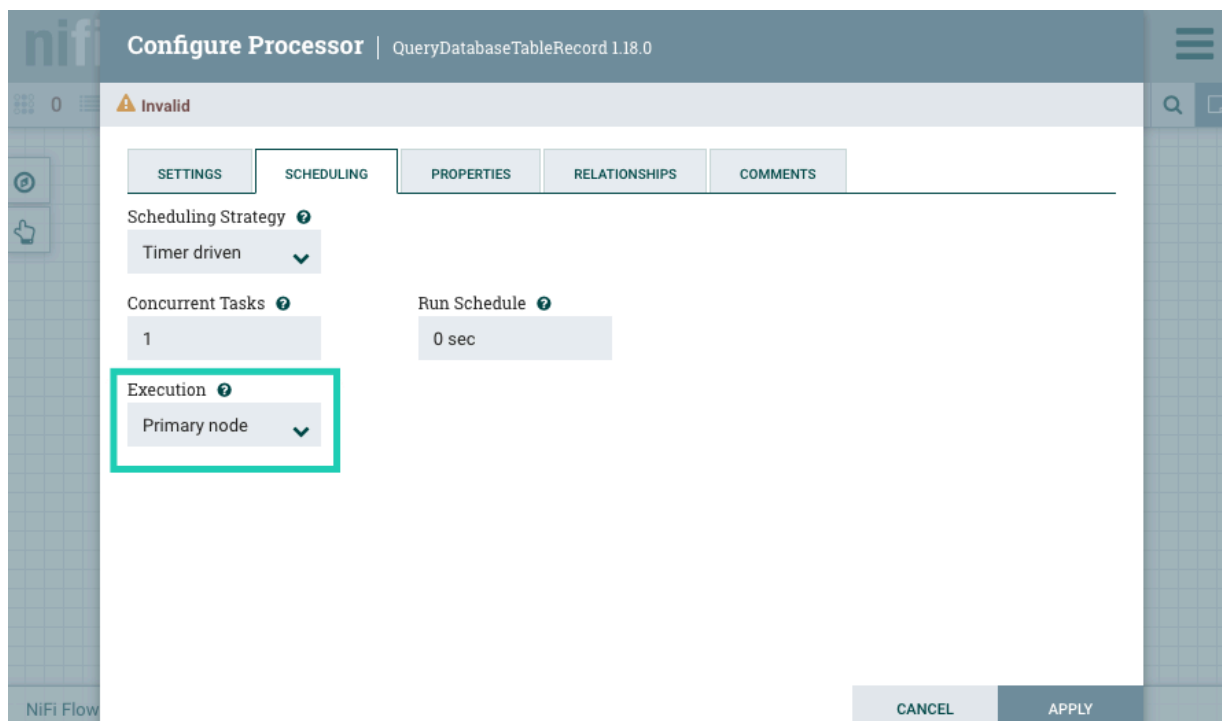 nifi
Configure Processor | QueryDatabaseTableRecord 1.18.0
0
Invalid
SETTINGS SCHEDULING PROPERTIES RELATIONSHIPS COMMENTS
Scheduling Strategy
Timer driven
Concurrent Tasks Run Schedule
1 0 sec
Execution
Primary node
NiFi Flow CANCEL APPLY